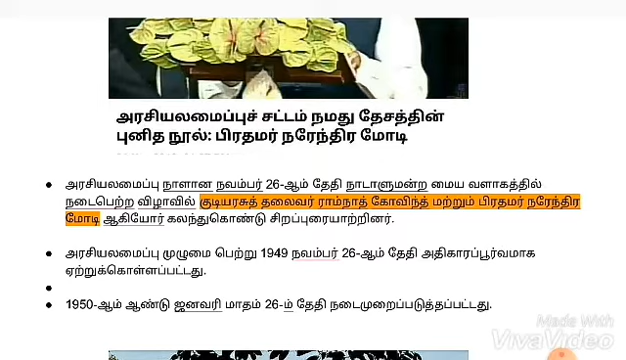 அரசியலமைப்புச் சட்டம் நமது தேசத்தின்
புனித நூல்: பிரதமர் நரேந்திர மோடி
அரசியலமைப்பு நாளான நவம்பர் 26-ஆம் தேதி நாடாளுமன்ற மைய வளாகத்தில்
நடைபெற்ற விழாவில் குடியரசுத் தலைவர் ராம்நாத் கோவிந்த் மற்றும் பிரதமர் நரேந்திர
மோடி ஆகியோர் கலந்துகொண்டு சிறப்புரையாற்றினர்.
அரசியலமைப்பு முழுமை பெற்று 1949 நவம்பர் 26-ஆம் தேதி அதிகாரப்பூர்வமாக
ஏற்றுக்கொள்ளப்பட்டது.
1950-ஆம் ஆண்டு ஜனவரி மாதம் 26-ம் தேதி நடைமுறைப்படுத்தப்பட்டது.
Made With
VivaVideo